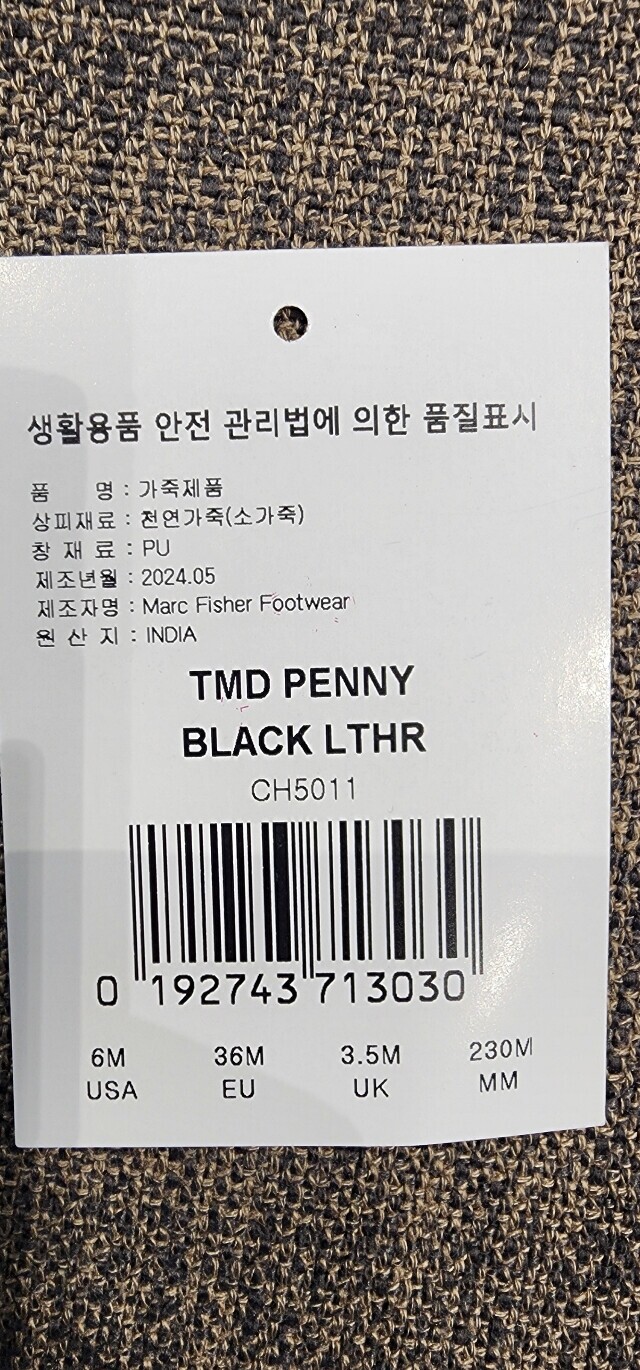 생활용품 안전 관리법에 의한 품질표시
품 명 : 가죽제품
상피재료 : 천연가죽(소가죽)
창 재 료 : PU
제조년월 : 2024.05
제조자명 : Marc Fisher Footwear
원 산 지 : INDIA
TMD PENNY
BLACK LTHR
CH5011
0 192743 713030
6M 36M 3.5M 230M
USA EU UK MM